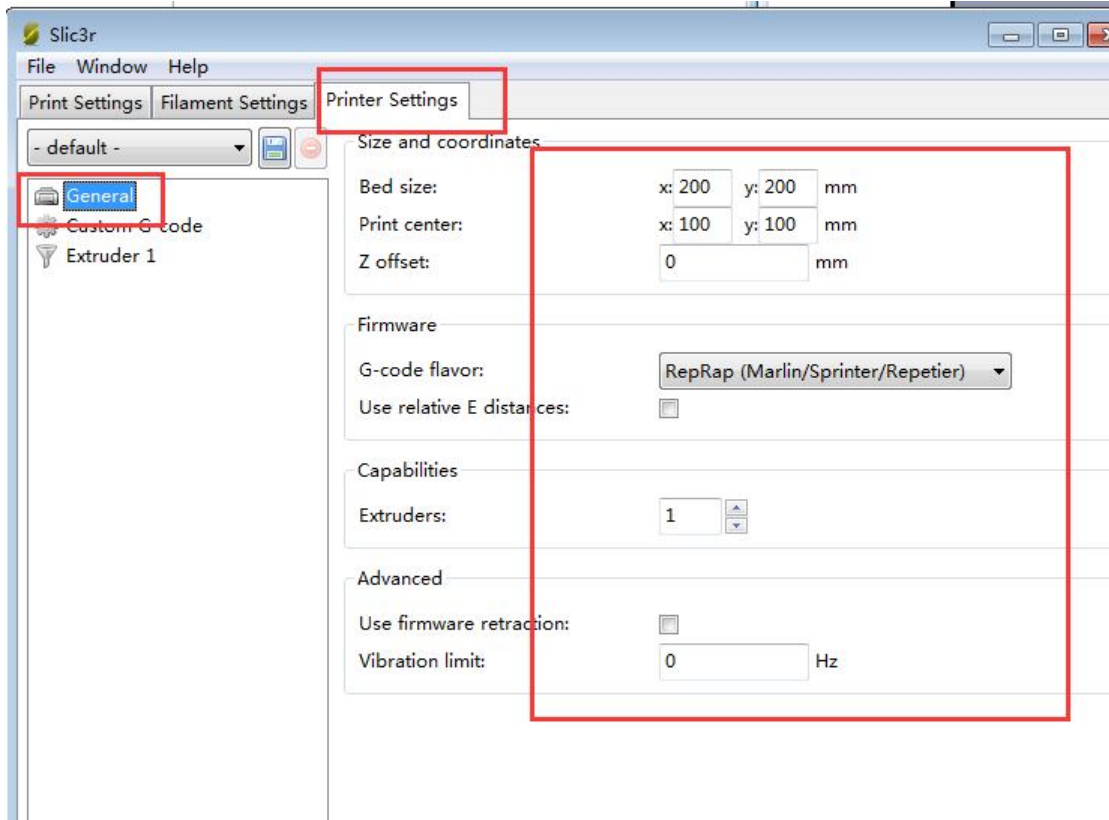 Slic3r
File Window Help
Print Settings Filament Settings Printer Settings
- default -
General
Custom G-code
Extruder 1
Size and coordinates
Bed size: x: 200 y: 200 mm
Print center: x: 100 y: 100 mm
Z offset: 0 mm
Firmware
G-code flavor: RepRap (Marlin/Sprinter/Repetier)
Use relative E distances:
Capabilities
Extruders: 1
Advanced
Use firmware retraction:
Vibration limit: 0 Hz